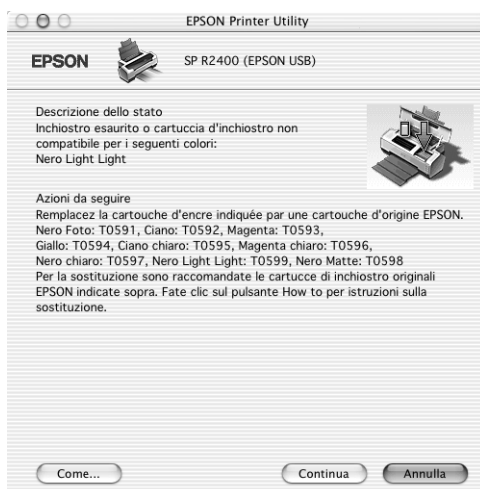 EPSON Printer Utility
EPSON
SP R2400 (EPSON USB)
Descrizione dello stato
Inchiostro esaurito o cartuccia d'inchiostro non
compatibile per i seguenti colori:
Nero Light Light
Azioni da seguire
Remplacez la cartouche d'encre indiquée par une cartouche d'origine EPSON.
Nero Foto: T0591, Ciano: T0592, Magenta: T0593,
Giallo: T0594, Ciano chiaro: T0595, Magenta chiaro: T0596,
Nero chiaro: T0597, Nero Light Light: T0599, Nero Matte: T0598
Per la sostituzione sono raccomandate le cartucce di inchiostro originali
EPSON indicate sopra. Fate clic sul pulsante How to per istruzioni sulla
sostituzione.
Come...
Continua
Annulla